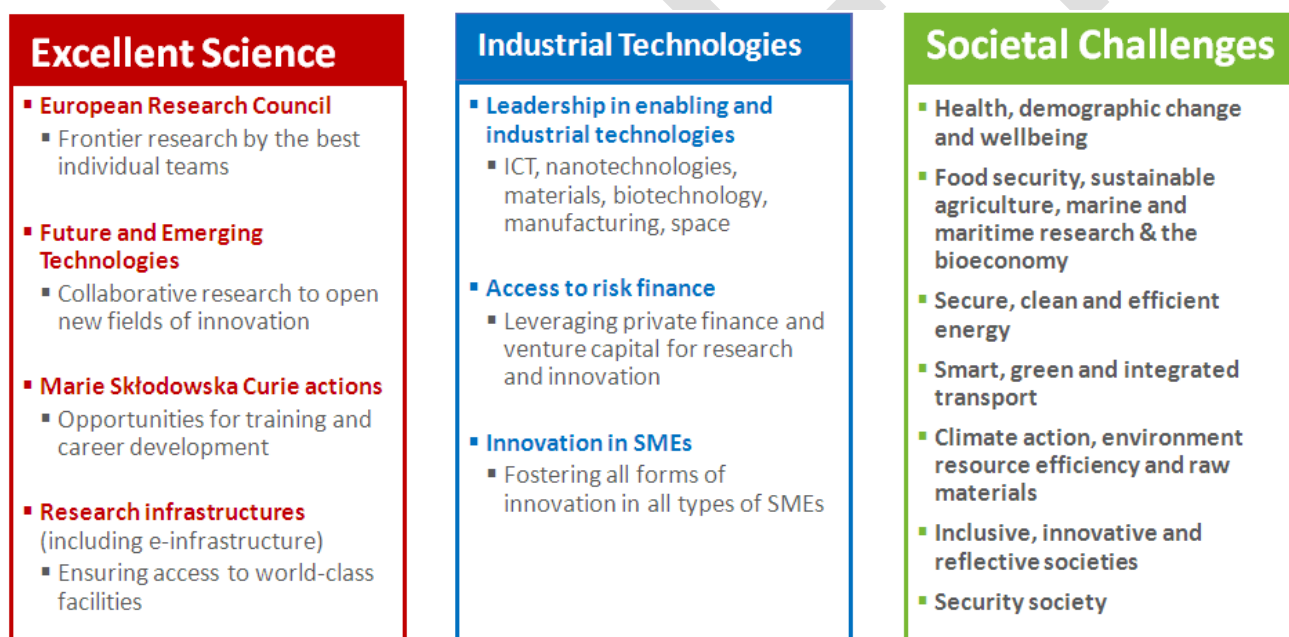 Excellent Science
▪ European Research Council
▪ Frontier research by the best
individual teams
▪ Future and Emerging
Technologies
▪ Collaborative research to open
new fields of innovation
▪ Marie Skłodowska Curie actions
▪ Opportunities for training and
career development
▪ Research infrastructures
(including e-infrastructure)
▪ Ensuring access to world-class
facilities
Industrial Technologies
▪ Leadership in enabling and
industrial technologies
▪ ICT, nanotechnologies,
materials, biotechnology,
manufacturing, space
▪ Access to risk finance
▪ Leveraging private finance and
venture capital for research
and innovation
▪ Innovation in SMEs
▪ Fostering all forms of
innovation in all types of SMEs
Societal Challenges
▪ Health, demographic change
and wellbeing
▪ Food security, sustainable
agriculture, marine and
maritime research & the
bioeconomy
▪ Secure, clean and efficient
energy
▪ Smart, green and integrated
transport
▪ Climate action, environment
resource efficiency and raw
materials
▪ Inclusive, innovative and
reflective societies
▪ Security society